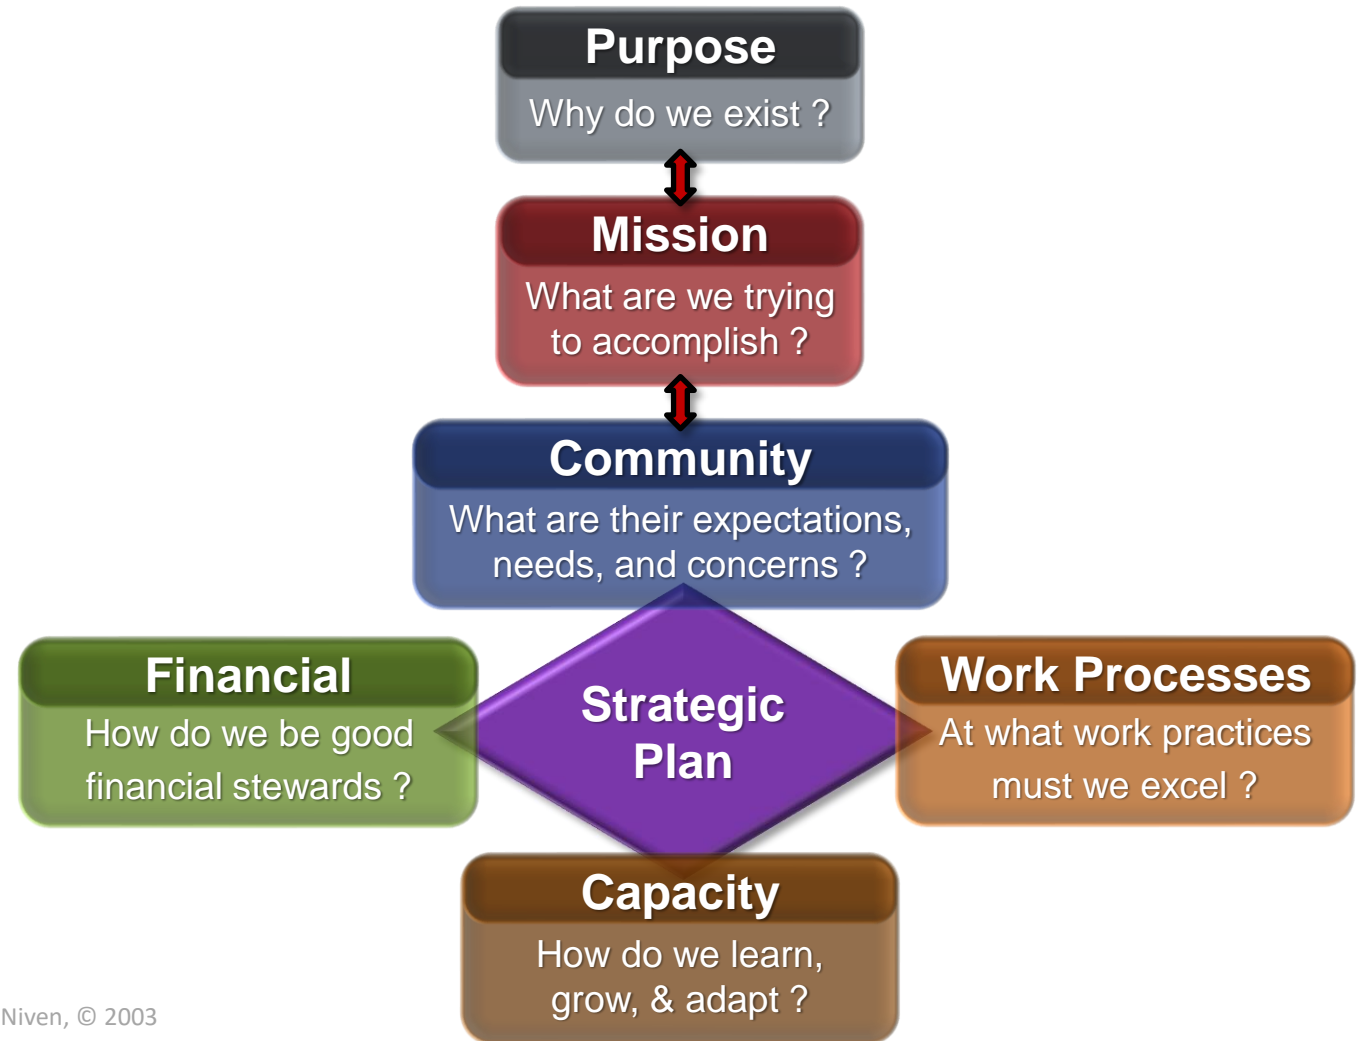 Purpose
Why do we exist ?
Mission
What are we trying
to accomplish ?
Community
What are their expectations,
needs, and concerns ?
Financial
How do we be good
financial stewards ?
Strategic
Plan
Work Processes
At what work practices
must we excel ?
Capacity
How do we learn,
grow, & adapt ?
Niven, © 2003